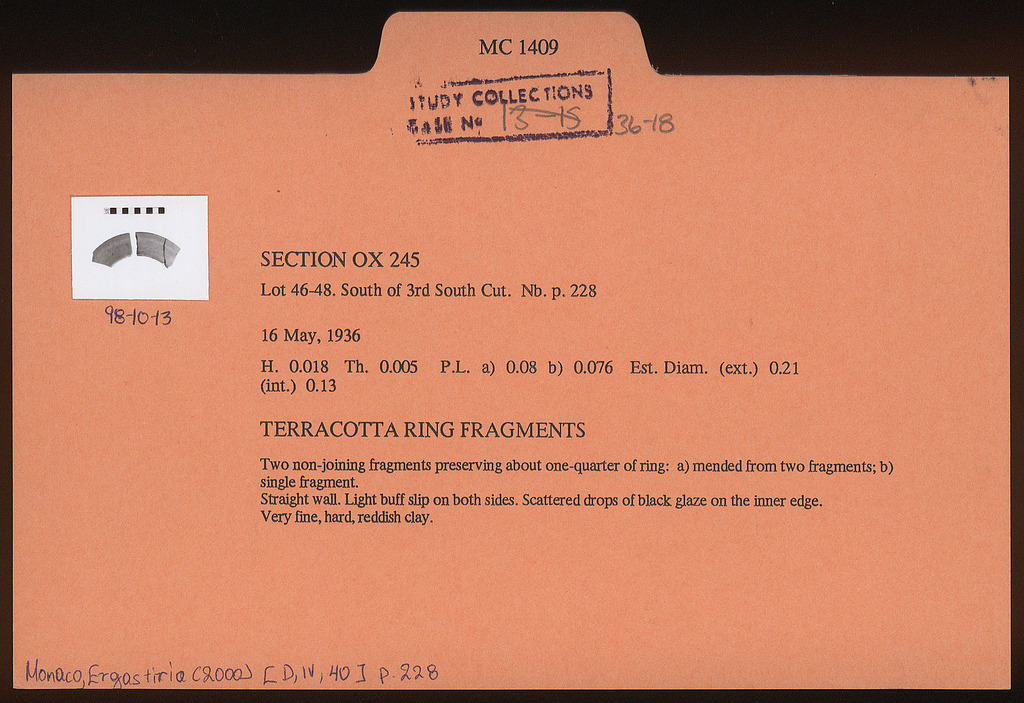 MC 1409
STUDY COLLECTIONS
CASE No 13-15 36-18
98-10-13
SECTION OX 245
Lot 46-48. South of 3rd South Cut. Nb. p. 228
16 May, 1936
H. 0.018 Th. 0.005 P.L. a) 0.08 b) 0.076 Est. Diam. (ext.) 0.21
(int.) 0.13
TERRACOTTA RING FRAGMENTS
Two non-joining fragments preserving about one-quarter of ring: a) mended from two fragments; b)
single fragment.
Straight wall. Light buff slip on both sides. Scattered drops of black glaze on the inner edge.
Very fine, hard, reddish clay.
Monaco, Ergastiria (2000) [D, IV, 40] p. 228